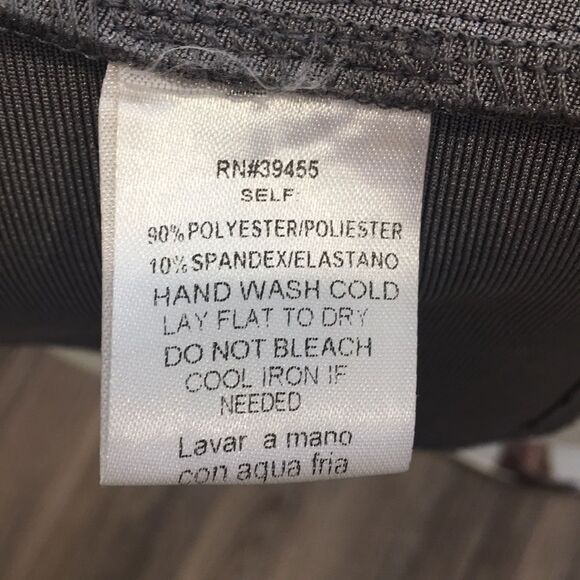 RN#39455
SELF:
90% POLYESTER/POLIESTER
10% SPANDEX/ELASTANO
HAND WASH COLD
LAY FLAT TO DRY
DO NOT BLEACH
COOL IRON IF
NEEDED
Lavar a mano
con agua fria